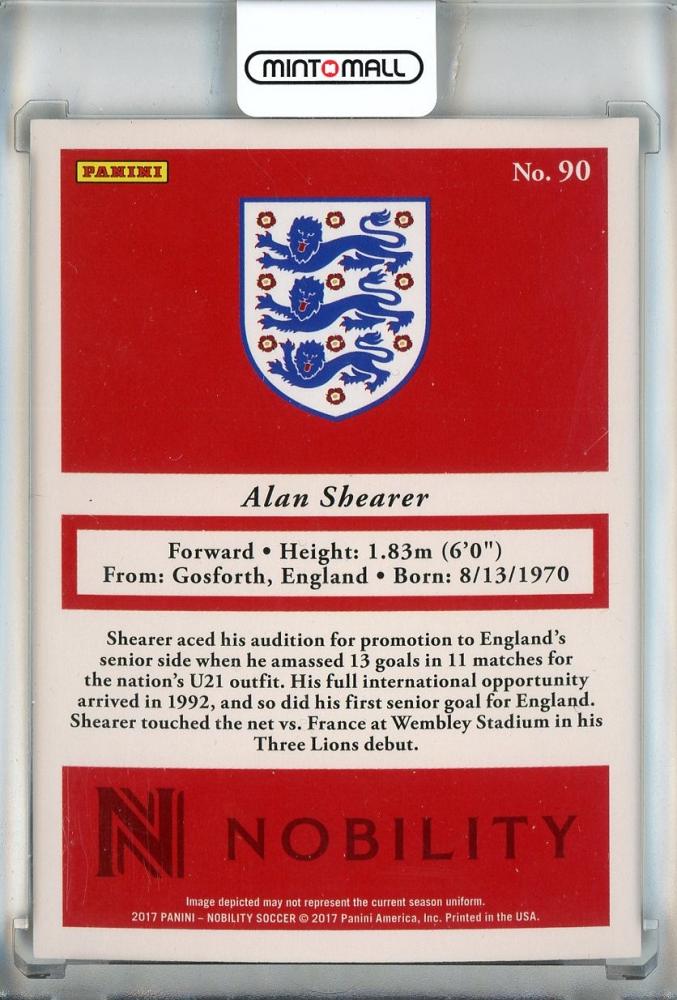 MINTMALL
PANINI
No. 90
Alan Shearer
Forward • Height: 1.83m (6'0")
From: Gosforth, England • Born: 8/13/1970
Shearer aced his audition for promotion to England's
senior side when he amassed 13 goals in 11 matches for
the nation's U21 outfit. His full international opportunity
arrived in 1992, and so did his first senior goal for England.
Shearer touched the net vs. France at Wembley Stadium in his
Three Lions debut.
N NOBILITY
Image depicted may not represent the current season uniform.
2017 PANINI – NOBILITY SOCCER © 2017 Panini America, Inc. Printed in the USA.